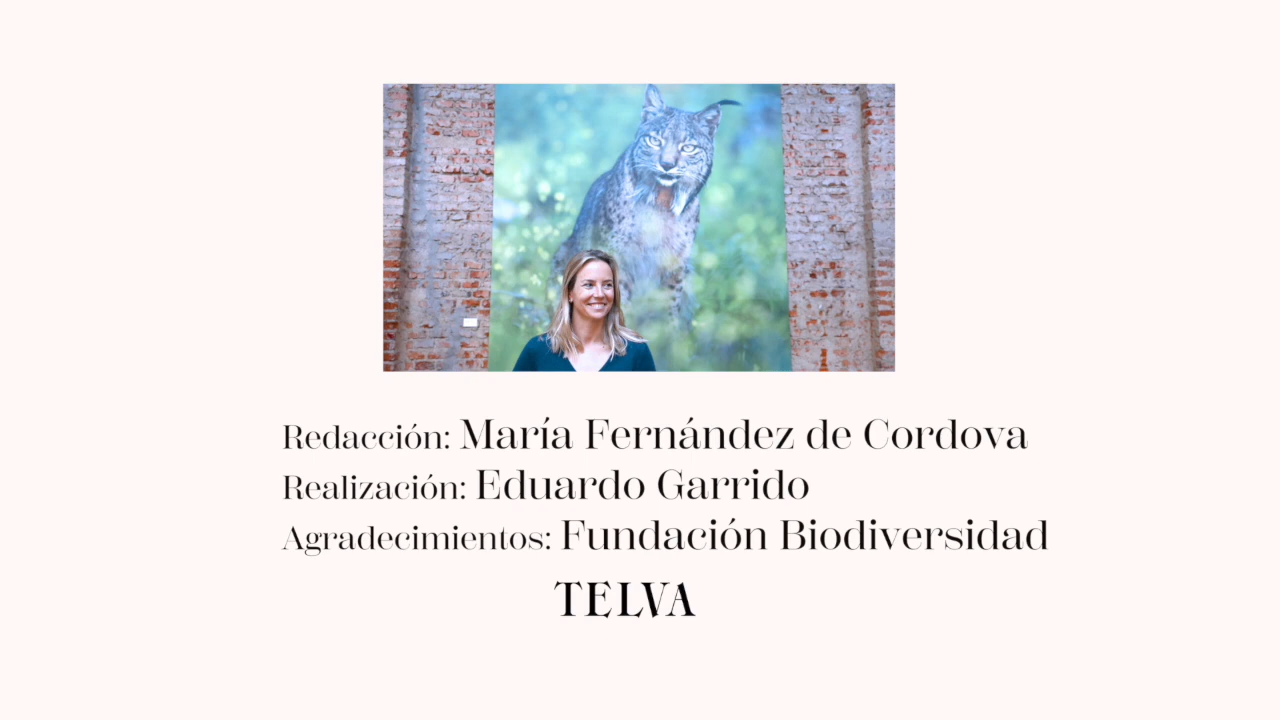 Redacción: María Fernández de Cordova
Realización: Eduardo Garrido
Agradecimientos: Fundación Biodiversidad
TELVA